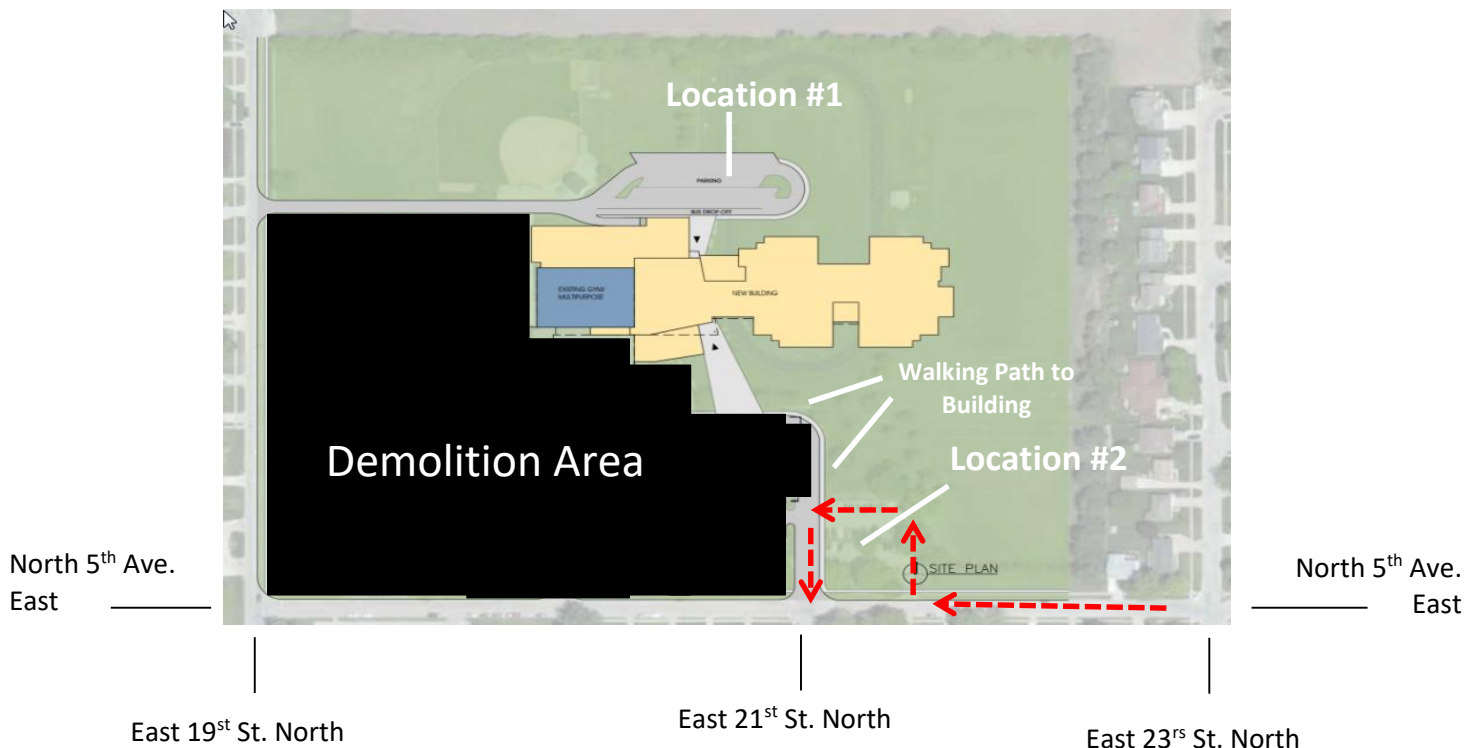 Location #1
PARKING
BUS DROP-OFF
EXISTING GYM/
MULTIPURPOSE
NEW BUILDING
Walking Path to
Building
Demolition Area
Location #2
North 5th Ave.
East
SITE PLAN
North 5th Ave.
East
East 19st St. North
East 21st St. North
East 23rs St. North